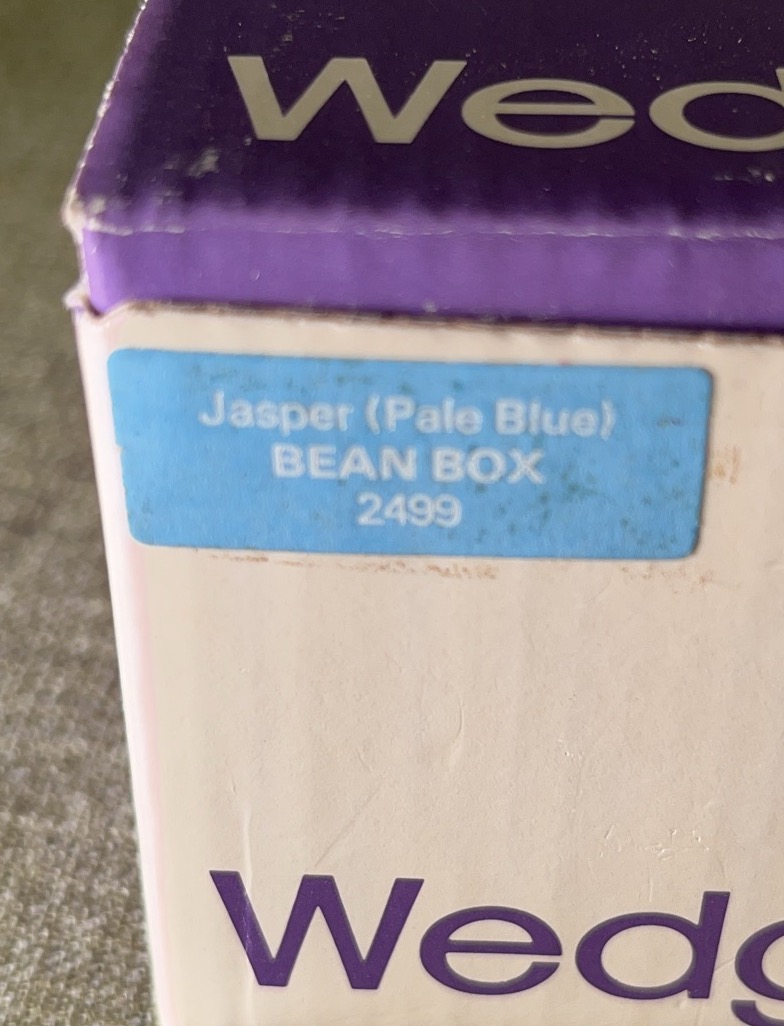 Wed
Jasper (Pale Blue)
BEAN BOX
2499
Wedg